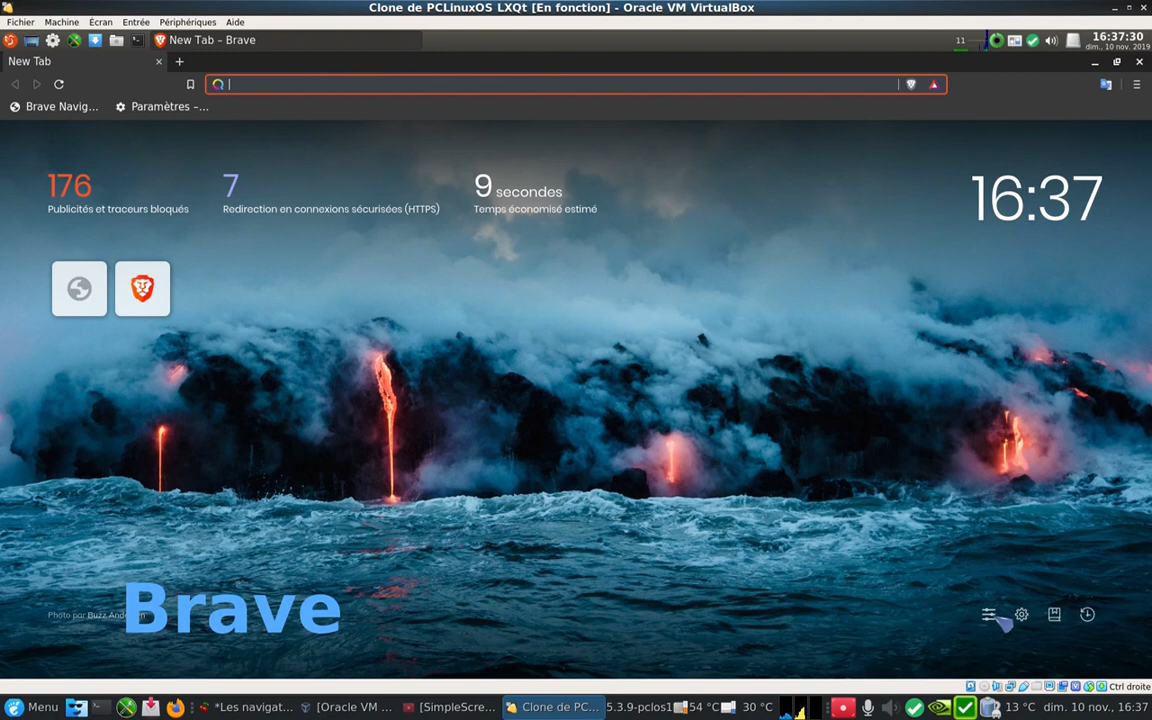 Clone de PCLinuxOS LXQt [En fonction] - Oracle VM VirtualBox
Fichier Machine Écran Entrée Périphériques Aide
New Tab – Brave
11
16:37:30
dim., 10 nov. 2019
New Tab
Brave Navig...
Paramètres –...
176
Publicités et traceurs bloqués
7
Redirection en connexions sécurisées (HTTPS)
9 secondes
Temps économisé estimé
16:37
Photo par Buzz
Brave
Ctrl droite
Menu
*Les navigat...
[Oracle VM ...
[SimpleScre...
Clone de PC...
5.3.9-pclos1
54 °C
30 °C
13 °C
dim. 10 nov., 16:37